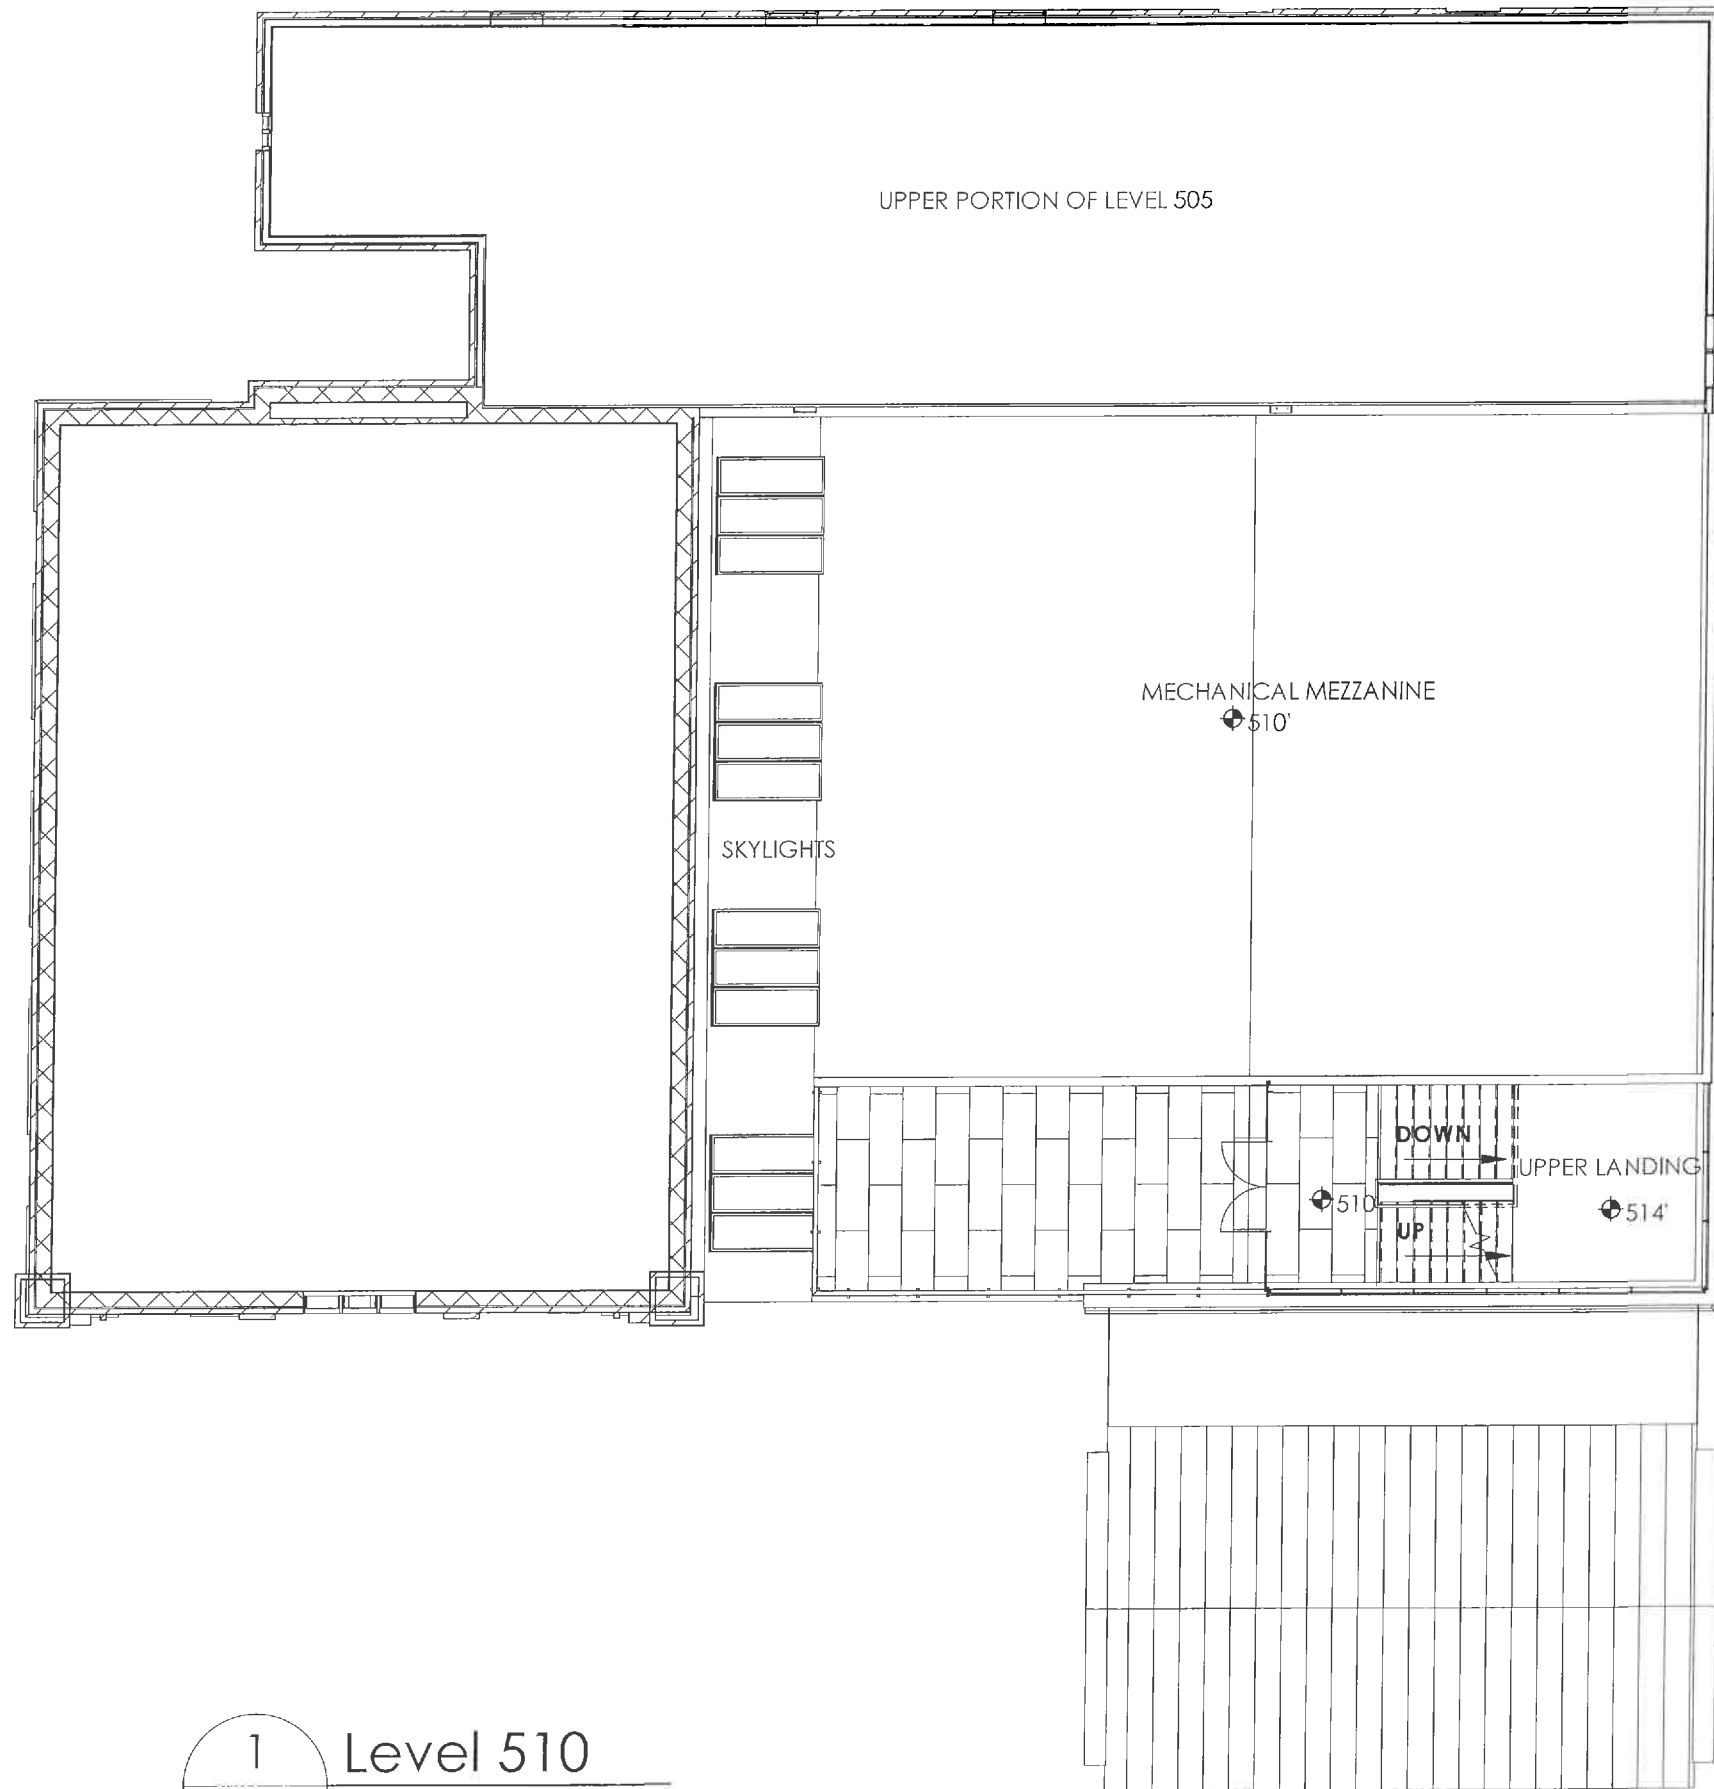 UPPER PORTION OF LEVEL 505
MECHANICAL MEZZANINE
510'
SKYLIGHTS
DOWN
UPPER LANDING
510
514'
UP
1
Level 510